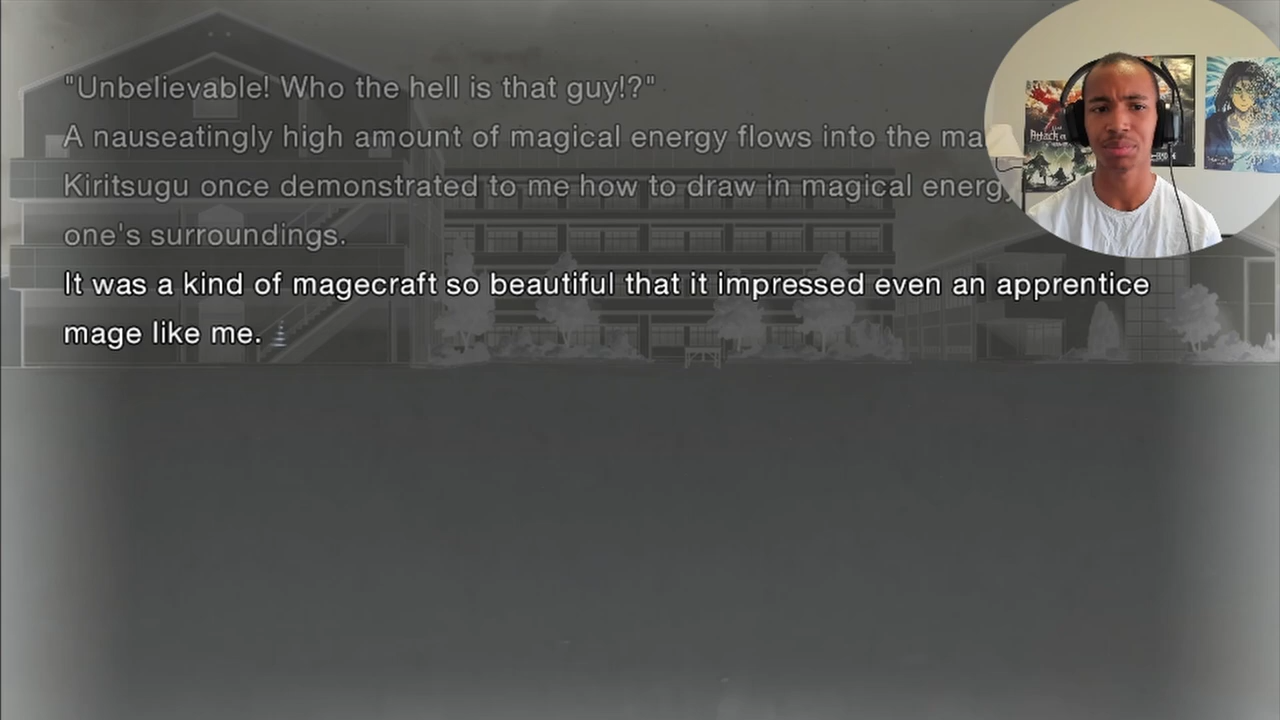 "Unbelievable! Who the hell is that guy!?"
A nauseatingly high amount of magical energy flows into the
Kiritsugu once demonstrated to me how to draw in magical
one's surroundings.
It was a kind of magecraft so beautiful that it impressed even an apprentice
mage like me.
Attack